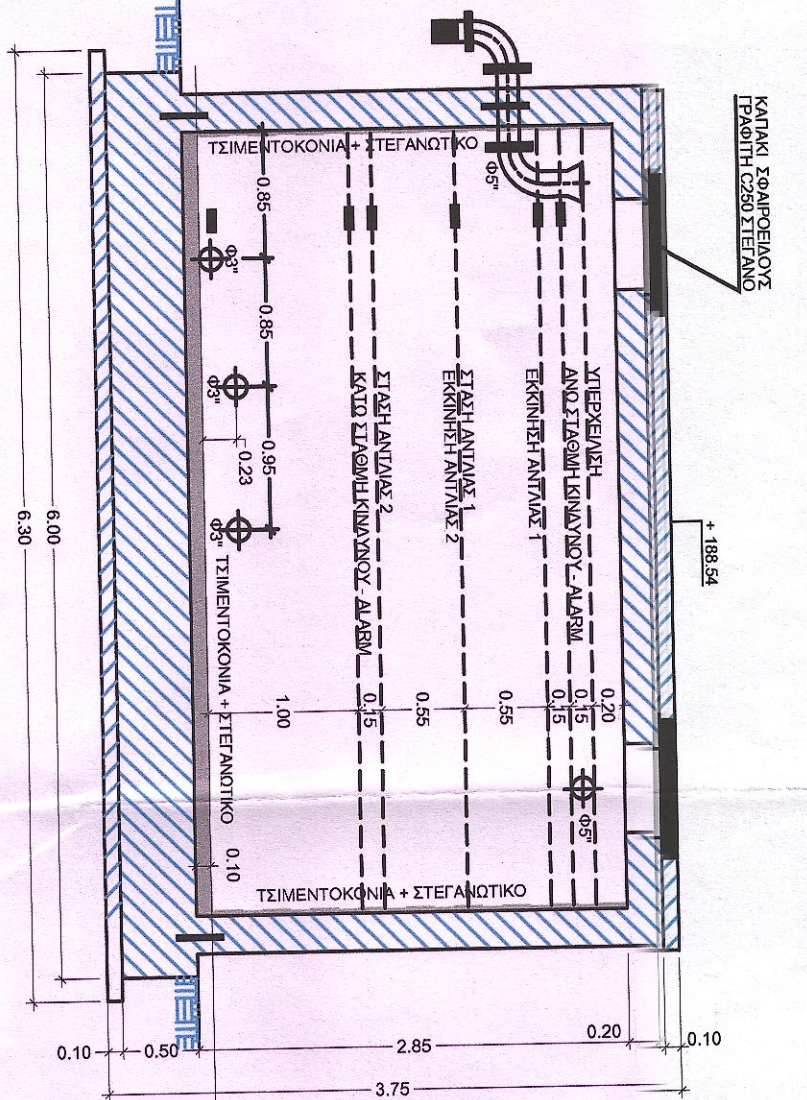 ΚΑΠΑΚΙ ΣΦΑΙΡΟΕΙΔΟΥΣ
ΓΡΑΦΙΤΗ C250 ΣΤΕΓΑΝΟ
+ 188.54
ΤΣΙΜΕΝΤΟΚΟΝΙΑ + ΣΤΕΓΑΝΩΤΙΚΟ
Φ5"
ΥΠΕΡΧΕΙΛΙΣΗ
ΑΝΩ ΣΤΑΘΜΗ ΚΙΝΔΥΝΟΥ - ALARM
ΕΚΚΙΝΗΣΗ ΑΝΤΛΙΑΣ 1
ΣΤΑΣΗ ΑΝΤΛΙΑΣ 1
ΕΚΚΙΝΗΣΗ ΑΝΤΛΙΑΣ 2
ΣΤΑΣΗ ΑΝΤΛΙΑΣ 2
ΚΑΤΩ ΣΤΑΘΜΗ ΚΙΝΔΥΝΟΥ - ALARM
0.20
0.15
0.15
0.55
0.55
0.15
1.00
Φ5"
0.85
0.85
0.95
Φ3"
Φ3"
Φ3"
0.23
ΤΣΙΜΕΝΤΟΚΟΝΙΑ + ΣΤΕΓΑΝΩΤΙΚΟ
0.10
ΤΣΙΜΕΝΤΟΚΟΝΙΑ + ΣΤΕΓΑΝΩΤΙΚΟ
6.00
6.30
0.10
0.20
2.85
0.50
0.10
3.75